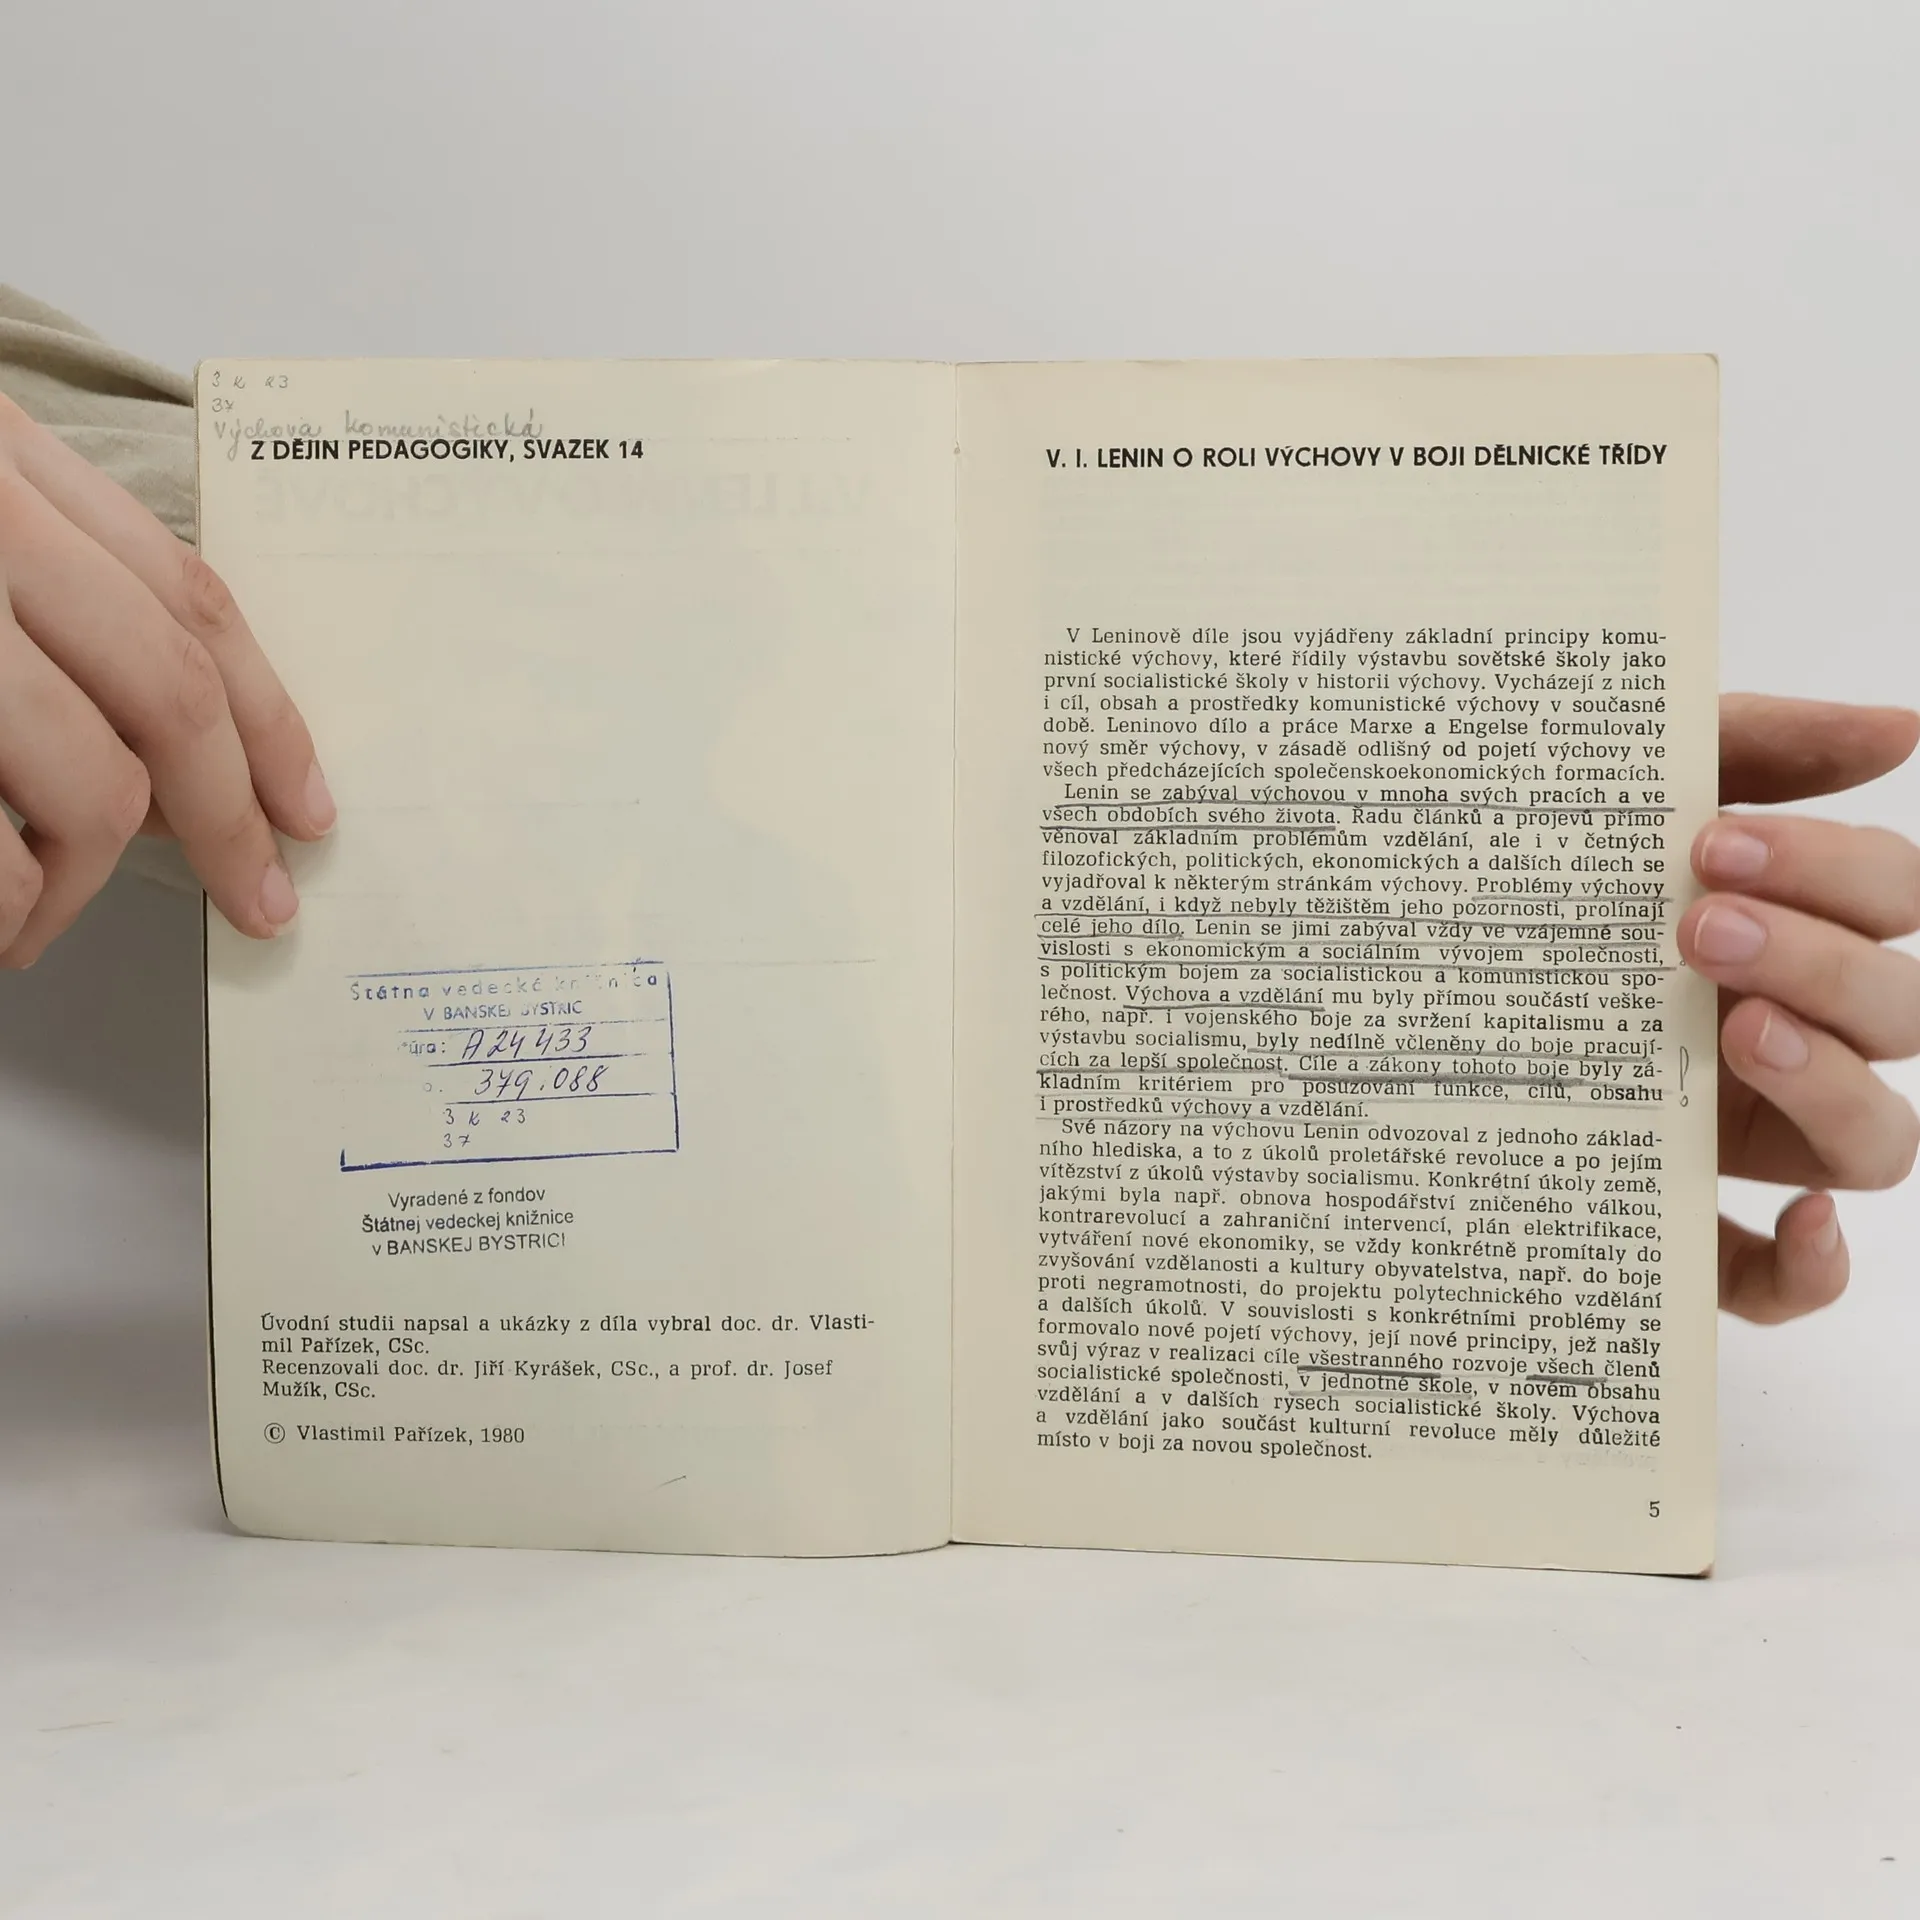 3 K 23
37
Výchova komunistická
Z DĚJIN PEDAGOGIKY, SVAZEK 14
Štátna vedecká knižnica
V BANSKEJ BYSTRIC
A 24 433
379.088
3 K 23
37
Vyradené z fondov
Štátnej vedeckej knižnice
v BANSKEJ BYSTRICI
Úvodní studii napsal a ukázky z díla vybral doc. dr. Vlasti-
mil Pařízek, CSc.
Recenzovali doc. dr. Jiří Kyrášek, CSc., a prof. dr. Josef
Mužík, CSc.
© Vlastimil Pařízek, 1980
V. I. LENIN O ROLI VÝCHOVY V BOJI DĚLNICKÉ TŘÍDY
V Leninově díle jsou vyjádřeny základní principy komu-
nistické výchovy, které řídily výstavbu sovětské školy jako
první socialistické školy v historii výchovy. Vycházejí z nich
i cíl, obsah a prostředky komunistické výchovy v současné
době. Leninovo dílo a práce Marxe a Engelse formulovaly
nový směr výchovy, v zásadě odlišný od pojetí výchovy ve
všech předcházejících společenskoekonomických formacích.
Lenin se zabýval výchovou v mnoha svých pracích a ve
všech obdobích svého života. Řadu článků a projevů přímo
věnoval základním problémům vzdělání, ale i v četných
filozofických, politických, ekonomických a dalších dílech se
vyjadřoval k některým stránkám výchovy. Problémy výchovy
a vzdělání, i když nebyly těžištěm jeho pozornosti, prolínají
celé jeho dílo. Lenin se jimi zabýval vždy ve vzájemné sou-
vislosti s ekonomickým a sociálním vývojem společnosti,
s politickým bojem za socialistickou a komunistickou spo-
lečnost. Výchova a vzdělání mu byly přímou součástí veške-
rého, např. i vojenského boje za svržení kapitalismu a za
výstavbu socialismu, byly nedílně včleněny do boje pracují-
cích za lepší společnost. Cíle a zákony tohoto boje byly zá-
kladním kritériem pro posuzování funkce, cílů, obsahu
i prostředků výchovy a vzdělání.
Své názory na výchovu Lenin odvozoval z jednoho základ-
ního hlediska, a to z úkolů proletářské revoluce a po jejím
vítězství z úkolů výstavby socialismu. Konkrétní úkoly země,
jakými byla např. obnova hospodářství zničeného válkou,
kontrarevolucí a zahraniční intervencí, plán elektrifikace,
vytváření nové ekonomiky, se vždy konkrétně promítaly do
zvyšování vzdělanosti a kultury obyvatelstva, např. do boje
proti negramotnosti, do projektu polytechnického vzdělání
a dalších úkolů. V souvislosti s konkrétními problémy se
formovalo nové pojetí výchovy, její nové principy, jež našly
svůj výraz v realizaci cíle všestranného rozvoje všech členů
socialistické společnosti, v jednotné škole, v novém obsahu
vzdělání a v dalších rysech socialistické školy. Výchova
a vzdělání jako součást kulturní revoluce měly důležité
místo v boji za novou společnost.
5